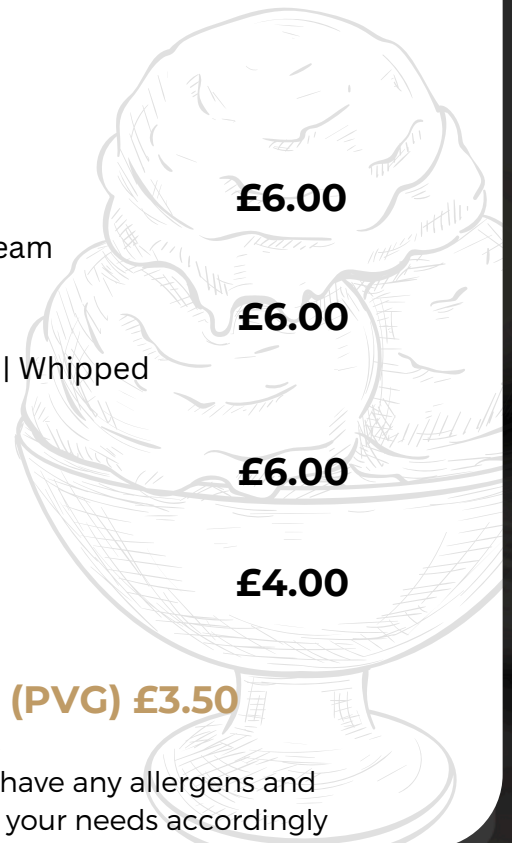 £6.00
eam
£6.00
| Whipped
£6.00
£4.00
(PVG) £3.50
have any allergens and
your needs accordingly